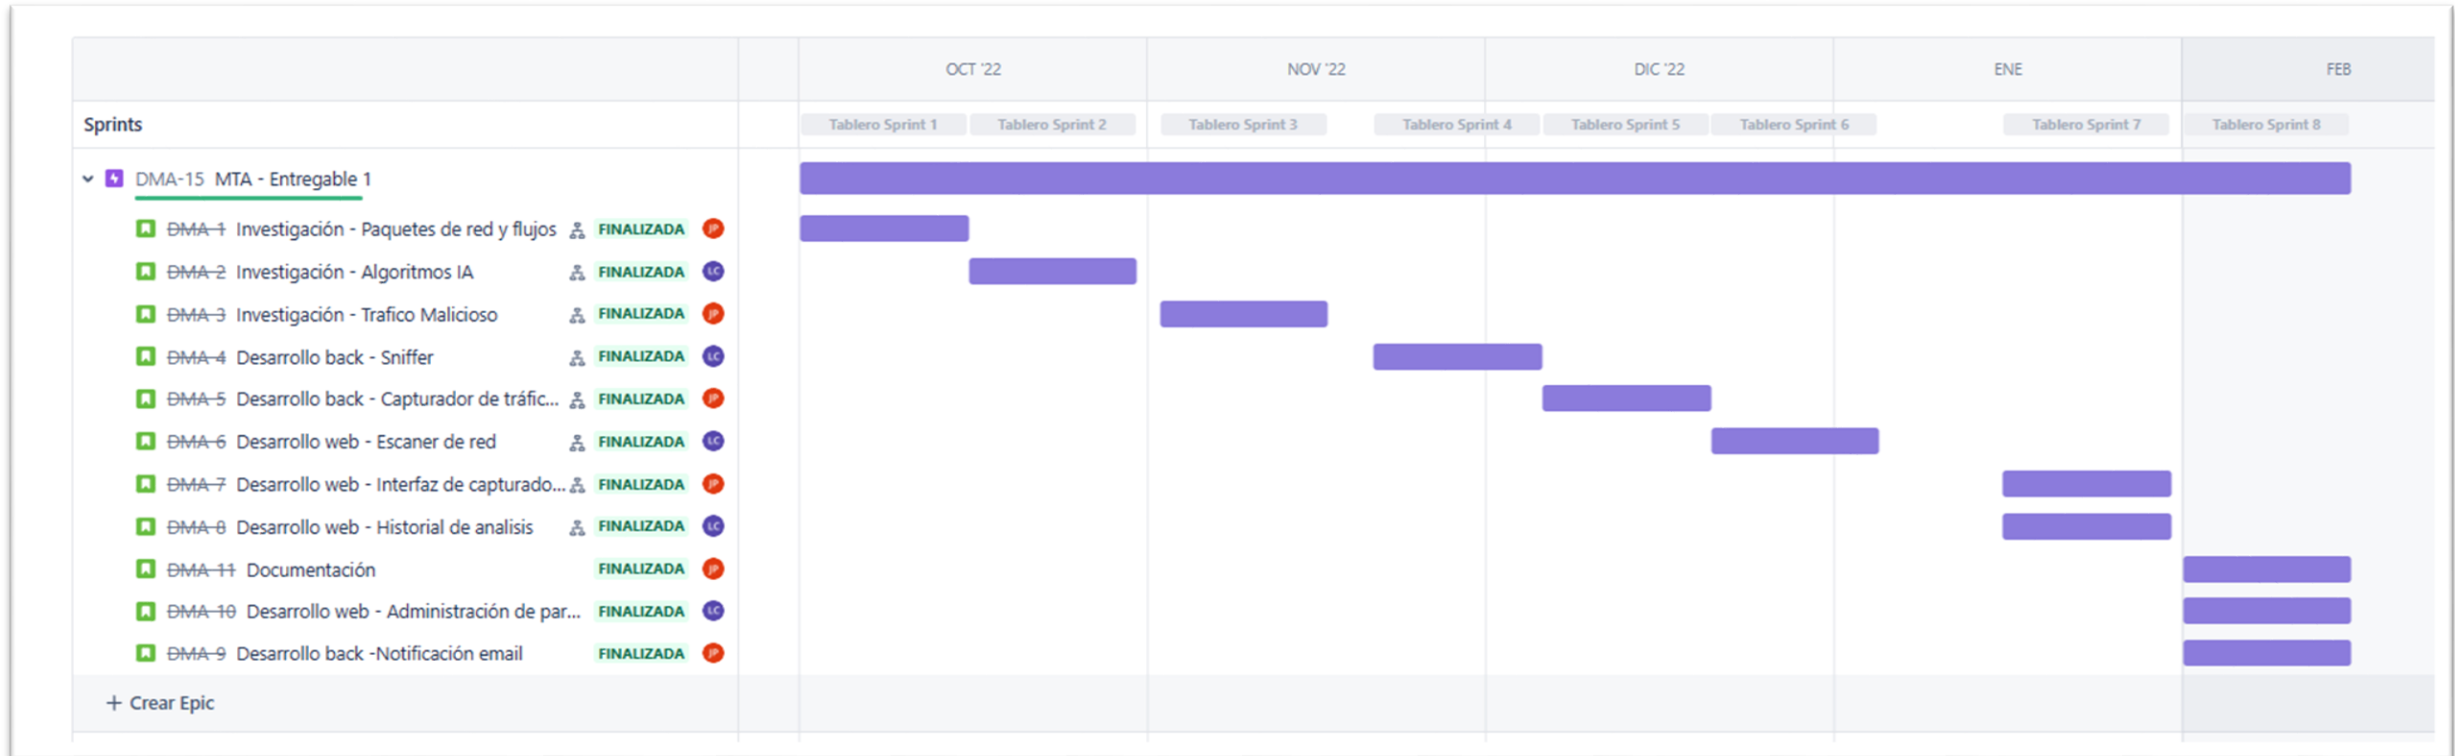 OCT '22 NOV '22 DIC '22 ENE FEB
Sprints Tablero Sprint 1 Tablero Sprint 2 Tablero Sprint 3 Tablero Sprint 4 Tablero Sprint 5 Tablero Sprint 6 Tablero Sprint 7 Tablero Sprint 8
DMA-15 MTA - Entregable 1
DMA-1 Investigación - Paquetes de red y flujos FINALIZADA JP
DMA-2 Investigación - Algoritmos IA FINALIZADA LC
DMA-3 Investigación - Trafico Malicioso FINALIZADA JP
DMA-4 Desarrollo back - Sniffer FINALIZADA LC
DMA-5 Desarrollo back - Capturador de tráfic... FINALIZADA JP
DMA-6 Desarrollo web - Escaner de red FINALIZADA LC
DMA-7 Desarrollo web - Interfaz de capturado... FINALIZADA JP
DMA-8 Desarrollo web - Historial de analisis FINALIZADA LC
DMA-11 Documentación FINALIZADA JP
DMA-10 Desarrollo web - Administración de par... FINALIZADA LC
DMA-9 Desarrollo back -Notificación email FINALIZADA JP
+ Crear Epic